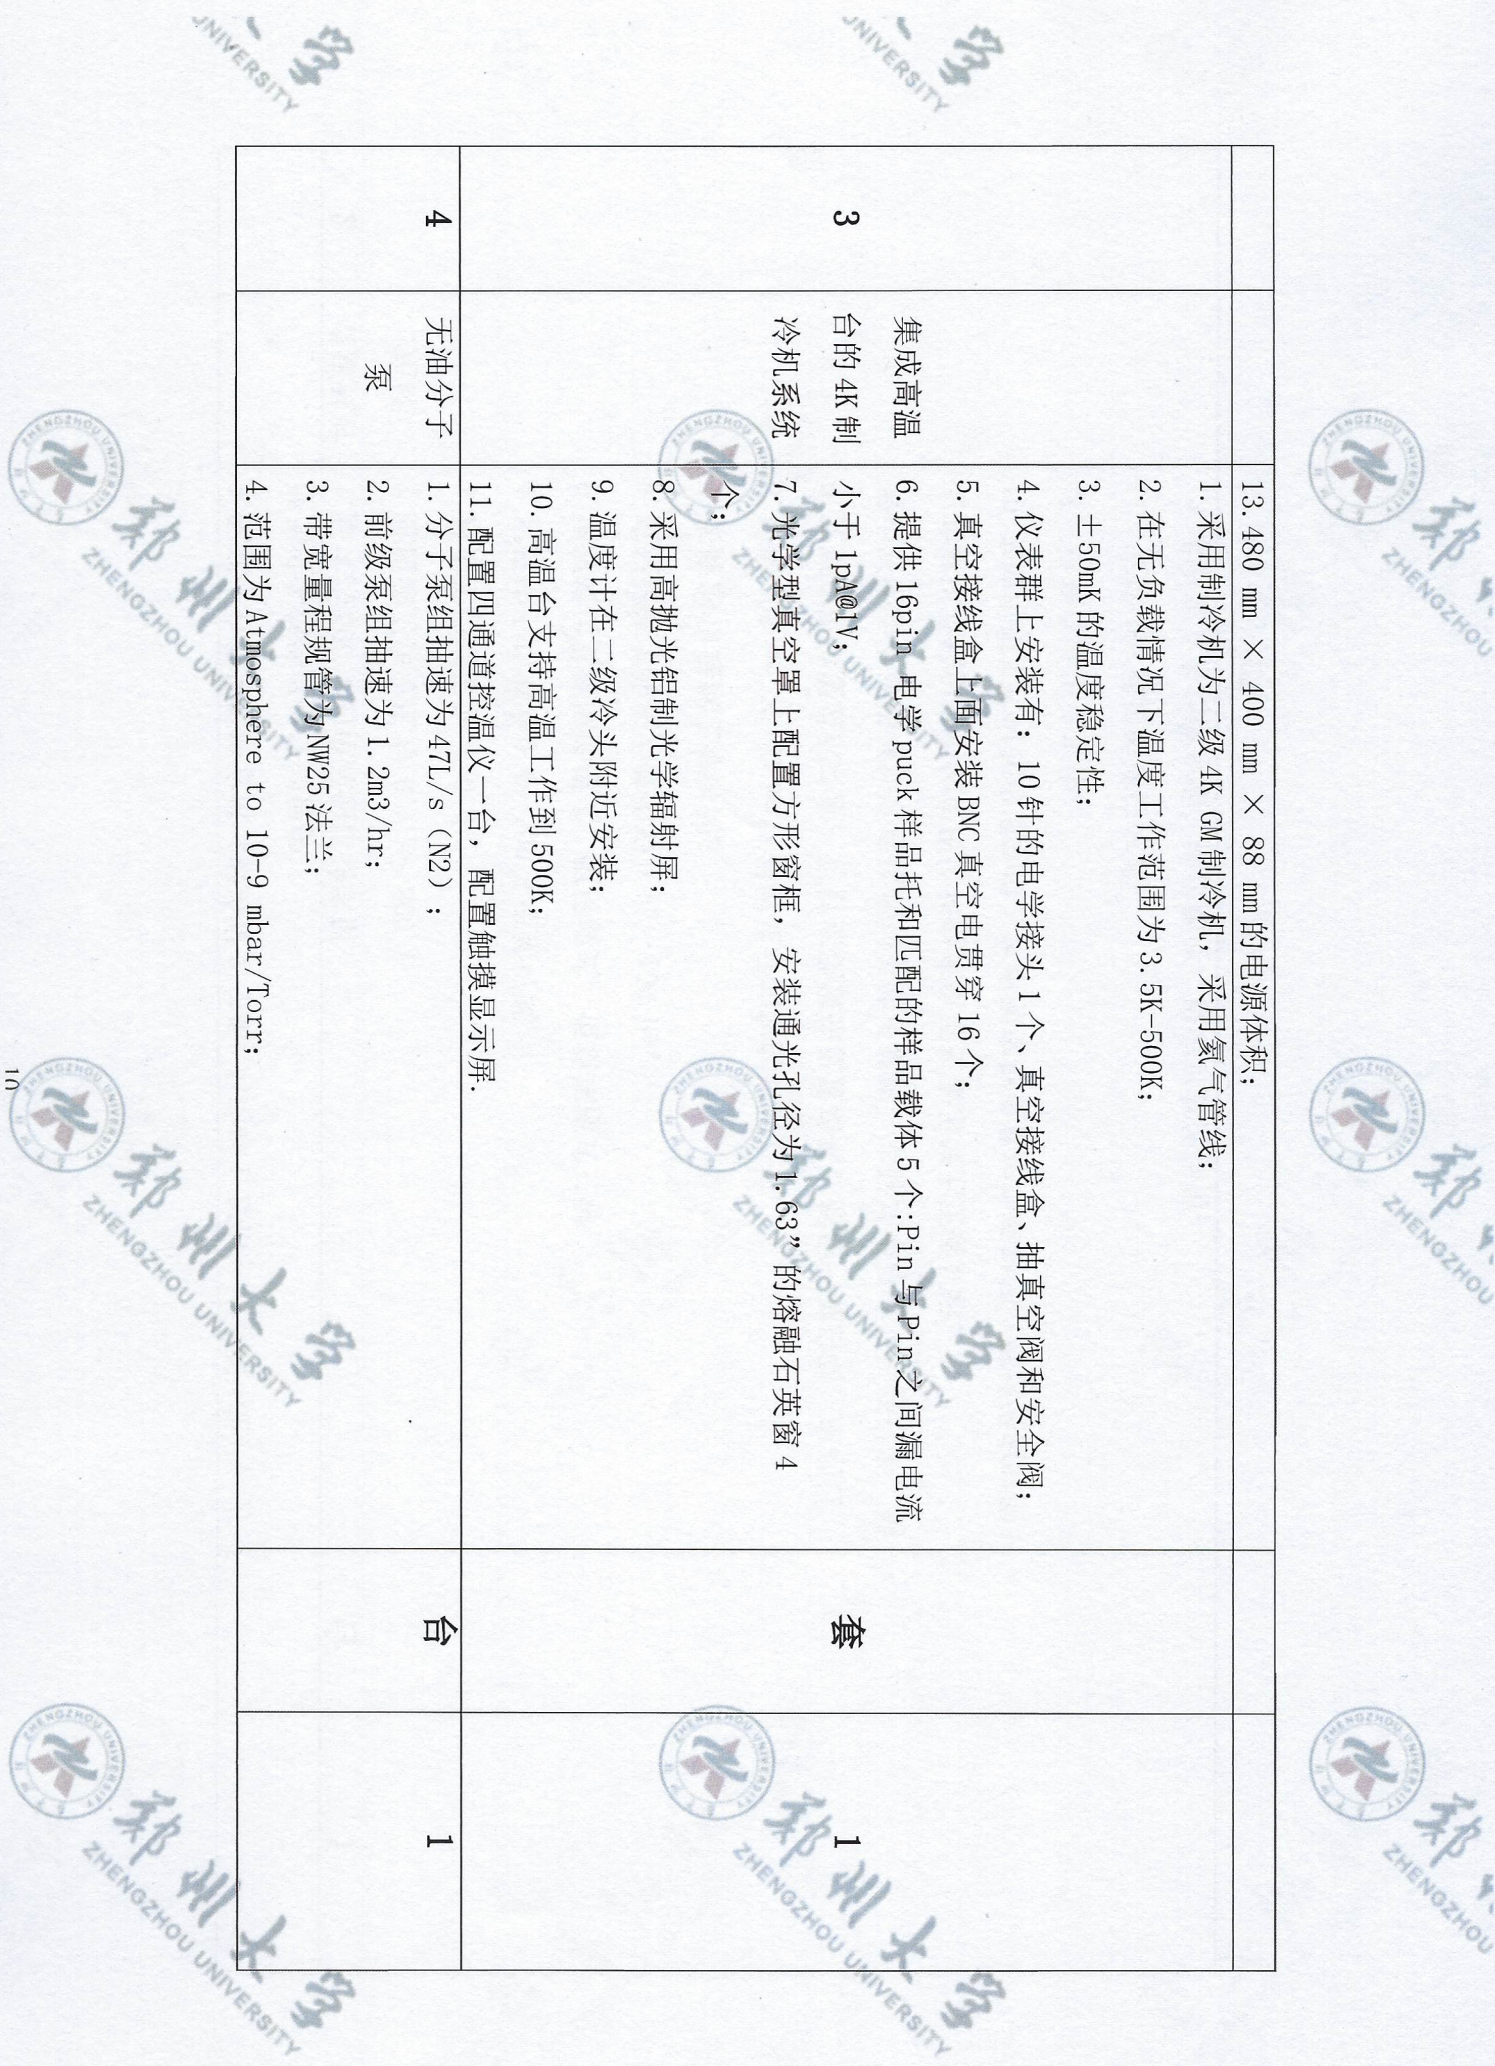 13. 480 mm × 400 mm × 88 mm的电源体积;
3
集成高温
台的 4K 制
冷机系统
1. 采用制冷机为二级 4K GM 制冷机，采用氦气管线;
2. 在无负载情况下温度工作范围为 3.5K-500K;
3. 士50mK 的温度稳定性;
4. 仪表群上安装有: 10 针的电学接头 1 个、真空接线盒、抽真空阀和安全阀;
5. 真空接线盒上面安装 BNC 真空电贯穿 16 个;
6. 提供 16pin 电学 puck 样品托和匹配的样品载体 5 个:Pin 与 Pin 之间漏电流
小于 1pA@1V;
7. 光学型真空罩上配置方形窗框，安装通光孔径为 1.63” 的熔融石英窗 4
个;
8. 采用高抛光铝制光学辐射屏;
9. 温度计在二级冷头附近安装;
10. 高温台支持高温工作到 500K;
11. 配置四通道控温仪一台，配置触摸显示屏.
套
1
4
无油分子
泵
1. 分子泵组抽速为 47L/s（N2）;
2. 前级泵组抽速为 1.2m3/hr;
3. 带宽量程规管为 NW25 法兰;
4. 范围为 Atmosphere to 10-9 mbar/Torr;
台
1
10
郑州大学
ZHENGZHOU UNIVERSITY